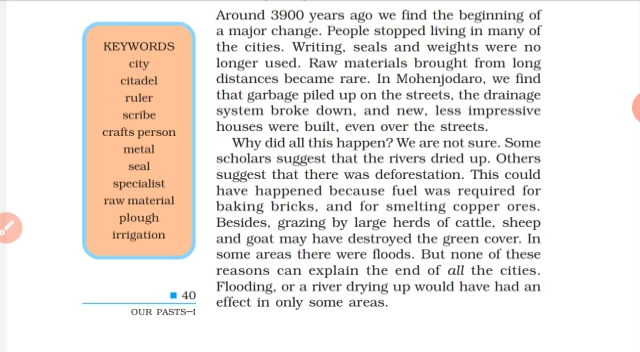 KEYWORDS
city
citadel
ruler
scribe
crafts person
metal
seal
specialist
raw material
plough
irrigation
Around 3900 years ago we find the beginning of
a major change. People stopped living in many of
the cities. Writing, seals and weights were no
longer used. Raw materials brought from long
distances became rare. In Mohenjodaro, we find
that garbage piled up on the streets, the drainage
system broke down, and new, less impressive
houses were built, even over the streets.
Why did all this happen? We are not sure. Some
scholars suggest that the rivers dried up. Others
suggest that there was deforestation. This could
have happened because fuel was required for
baking bricks, and for smelting copper ores.
Besides, grazing by large herds of cattle, sheep
and goat may have destroyed the green cover. In
some areas there were floods. But none of these
reasons can explain the end of all the cities.
Flooding, or a river drying up would have had an
effect in only some areas.
40
OUR PASTS–I